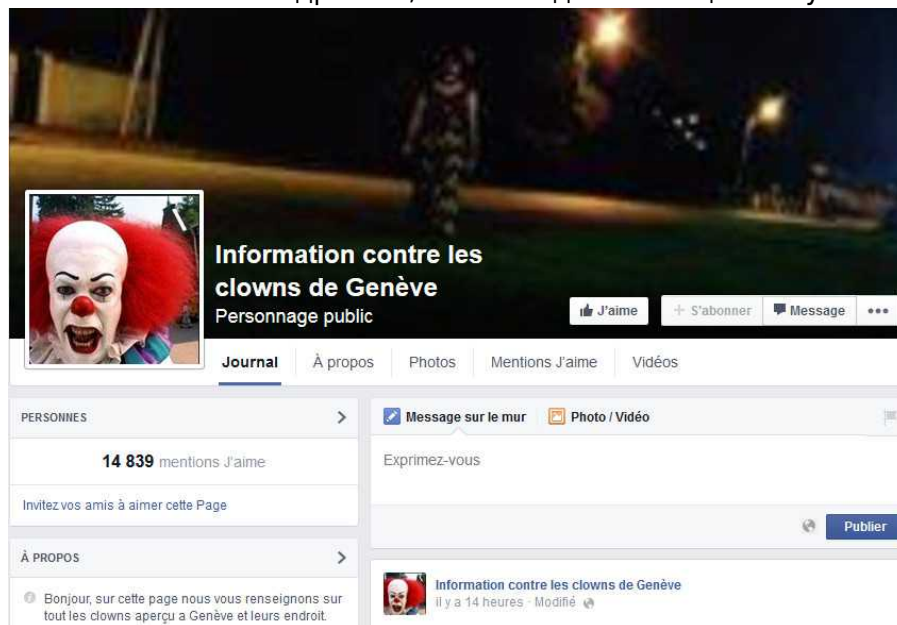 Information contre les
clowns de Genève
Personnage public
J'aime
+ S'abonner
Message
Journal
À propos
Photos
Mentions J'aime
Vidéos
PERSONNES
14 839 mentions J'aime
Invitez vos amis à aimer cette Page
À PROPOS
Bonjour, sur cette page nous vous renseignons sur
tout les clowns aperçu a Genève et leurs endroit.
Message sur le mur
Photo / Vidéo
Exprimez-vous
Publier
Information contre les clowns de Genève
il y a 14 heures · Modifié